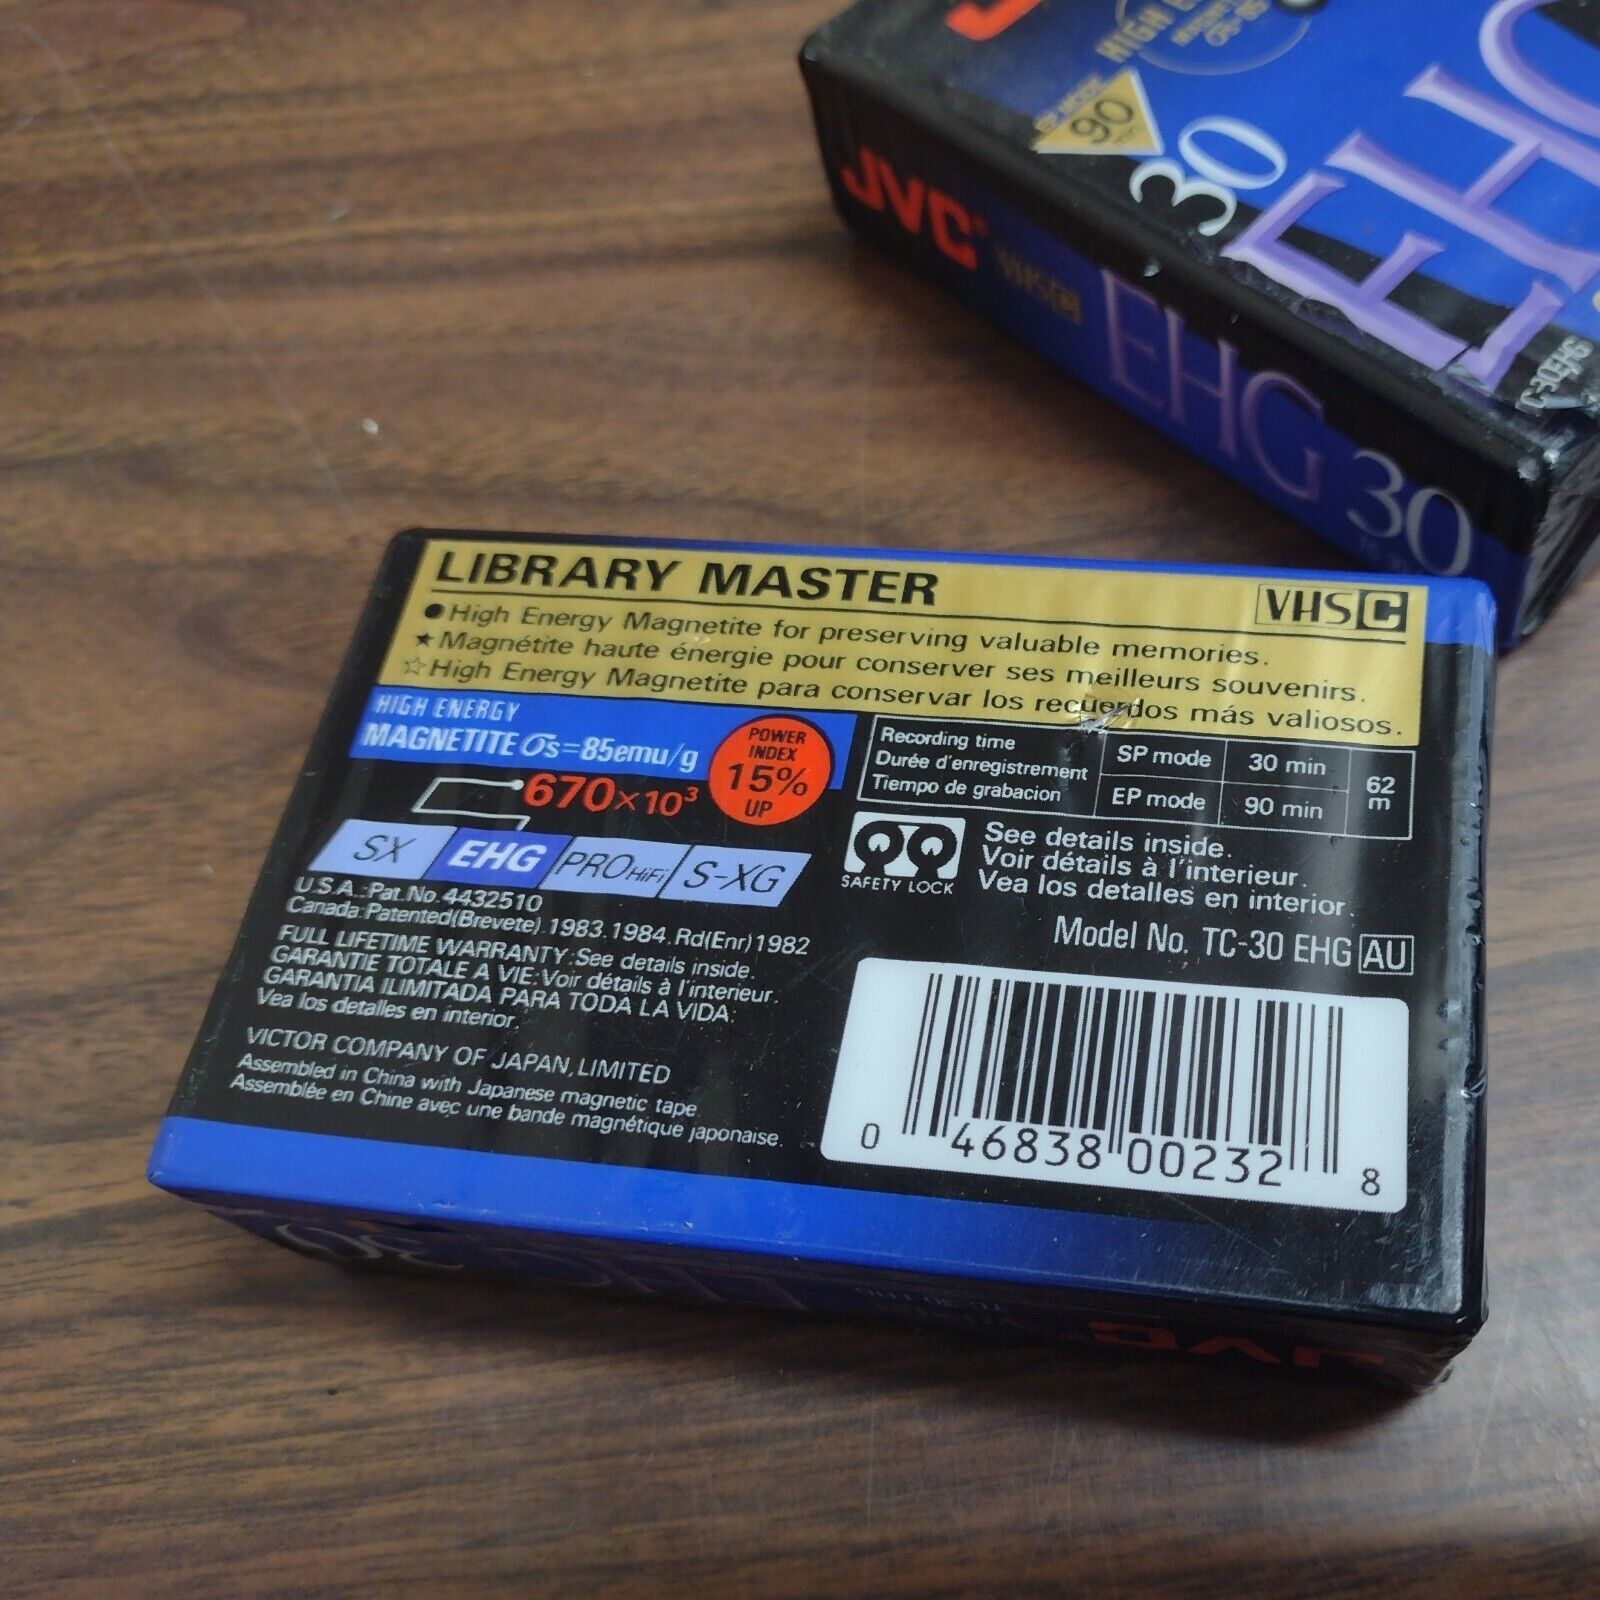 HIGH E
90
30
EHG
JVC
VHS C
EHG 30
LIBRARY MASTER
VHS C
●High Energy Magnetite for preserving valuable memories.
★Magnétite haute énergie pour conserver ses meilleurs souvenirs.
☆High Energy Magnetite para conservar los recuerdos más valiosos.
HIGH ENERGY
MAGNETITE σs=85emu/g
POWER
INDEX
15%
UP
670×10³
SX EHG PRO HiFi S-XG
Recording time
Durée d'enregistrement
Tiempo de grabacion
SP mode 30 min
EP mode 90 min
62
m
SAFETY LOCK
See details inside.
Voir détails à l'interieur.
Vea los detalles en interior.
Model No. TC-30 EHG AU
U.S.A.:Pat.No.4432510
Canada:Patented(Brevete).1983.1984.Rd(Enr)1982
FULL LIFETIME WARRANTY:See details inside.
GARANTIE TOTALE A VIE:Voir détails à l'interieur.
GARANTIA ILIMITADA PARA TODA LA VIDA:
Vea los detalles en interior.
VICTOR COMPANY OF JAPAN, LIMITED
Assembled in China with Japanese magnetic tape.
Assemblée en Chine avec une bande magnétique japonaise.
0 46838 00232 8
JVC